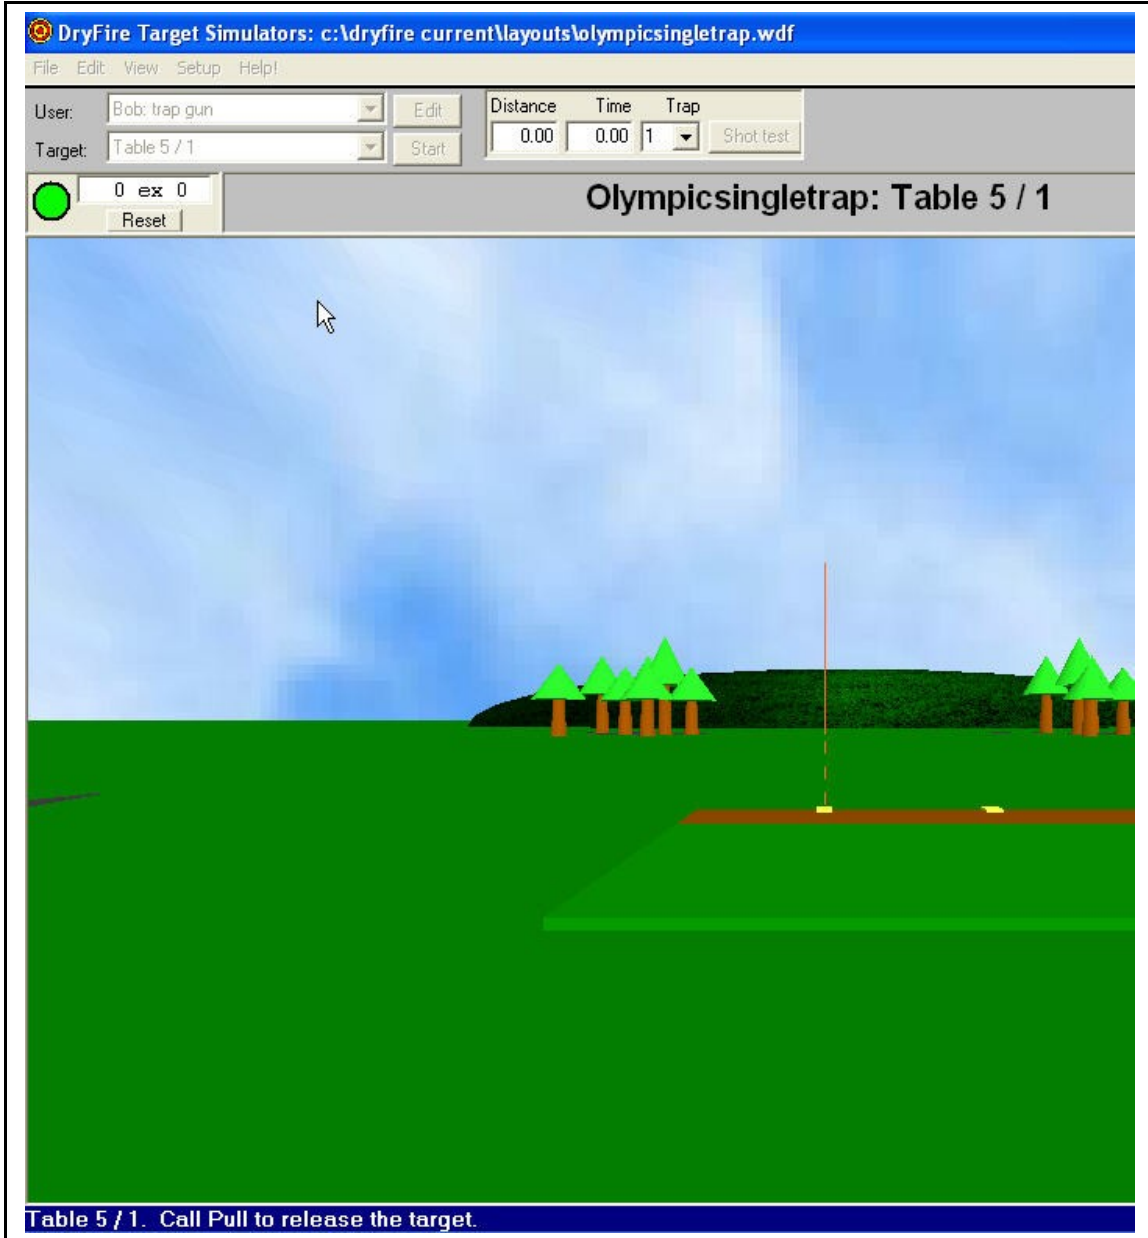 DryFire Target Simulators: c:\dryfire current\layouts\olympicsingletrap.wdf
File Edit View Setup Help!
User: Bob: trap gun Edit
Target: Table 5 / 1 Start
Distance Time Trap
0.00 0.00 1 Shot test
0 ex 0
Reset
Olympicsingletrap: Table 5 / 1
Table 5 / 1. Call Pull to release the target.